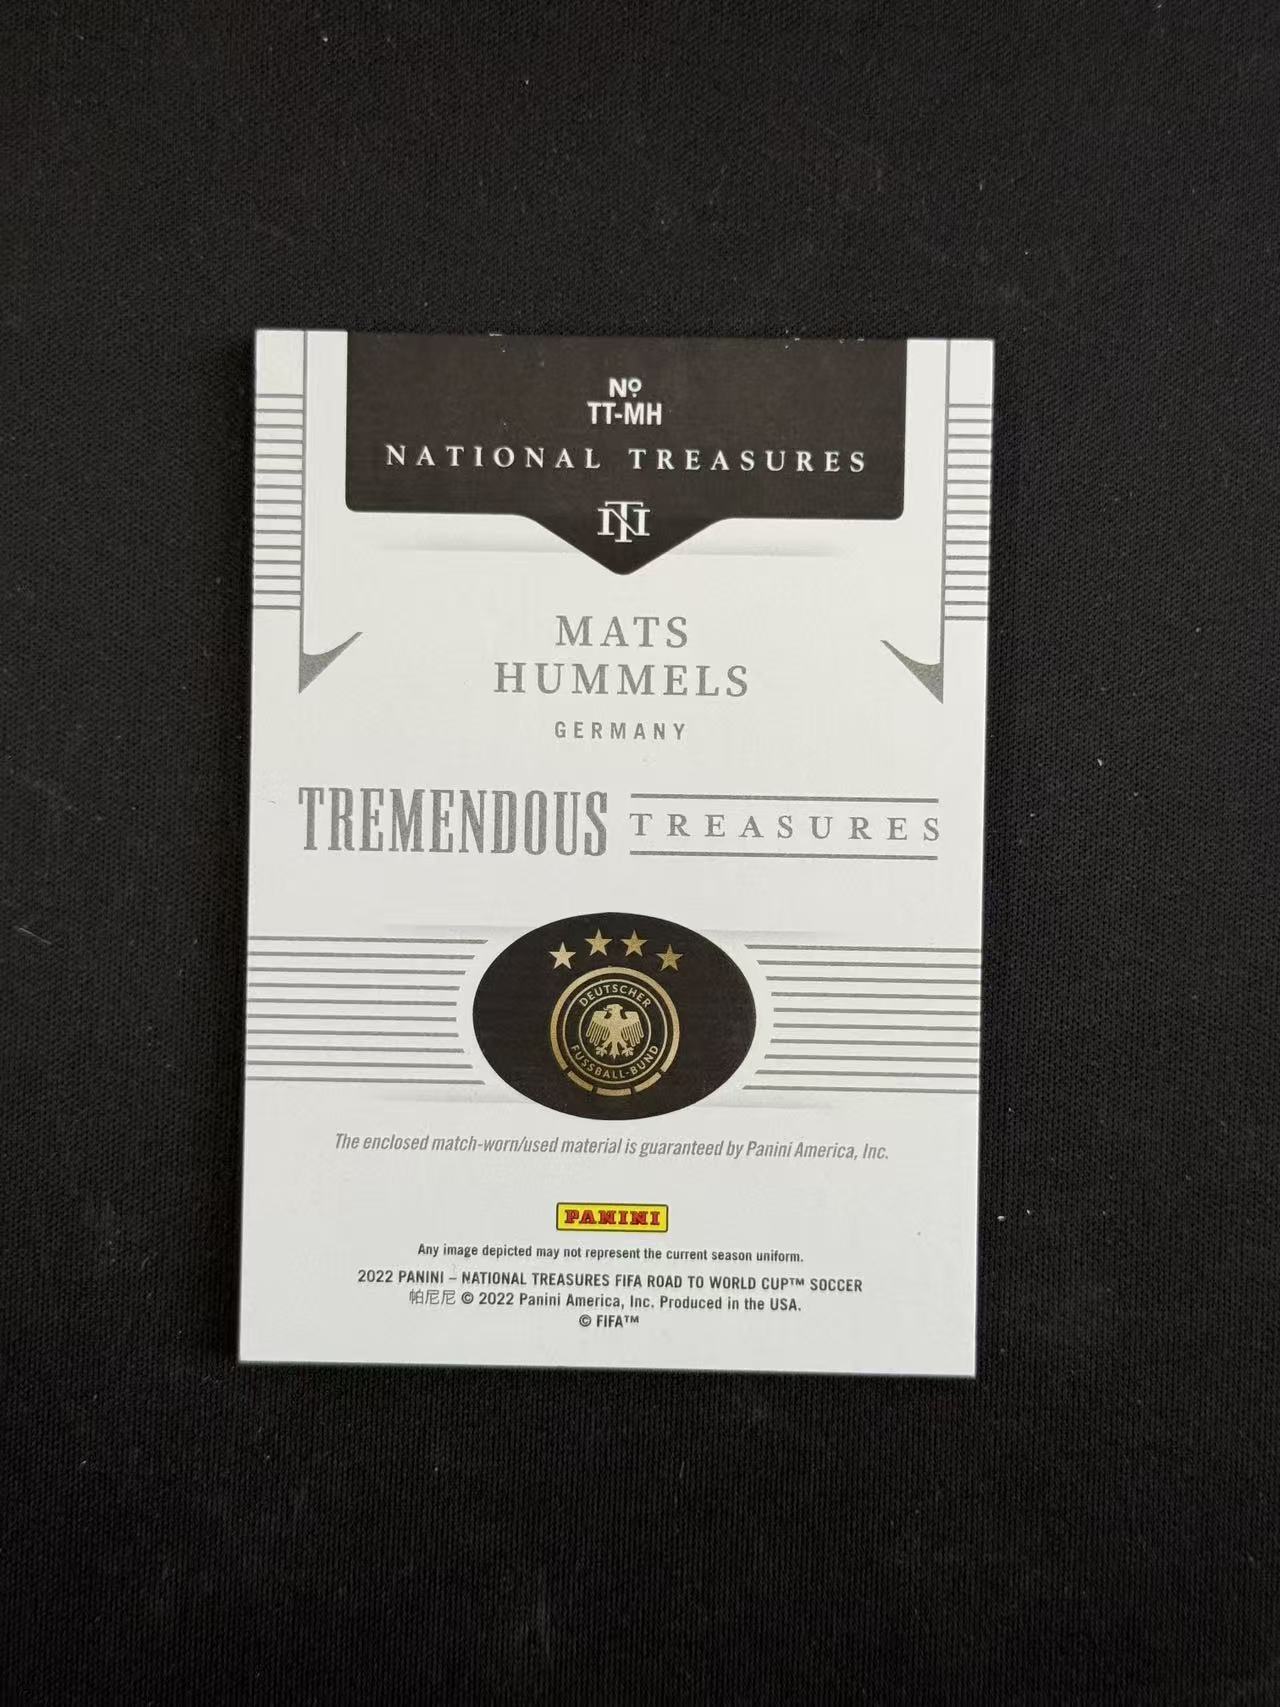 Nº
TT-MH
NATIONAL TREASURES
NT
MATS
HUMMELS
GERMANY
TREMENDOUS TREASURES
DEUTSCHER
FUSSBALL-BUND
The enclosed match-worn/used material is guaranteed by Panini America, Inc.
PANINI
Any image depicted may not represent the current season uniform.
2022 PANINI – NATIONAL TREASURES FIFA ROAD TO WORLD CUP™ SOCCER
帕尼尼 © 2022 Panini America, Inc. Produced in the USA.
© FIFA™